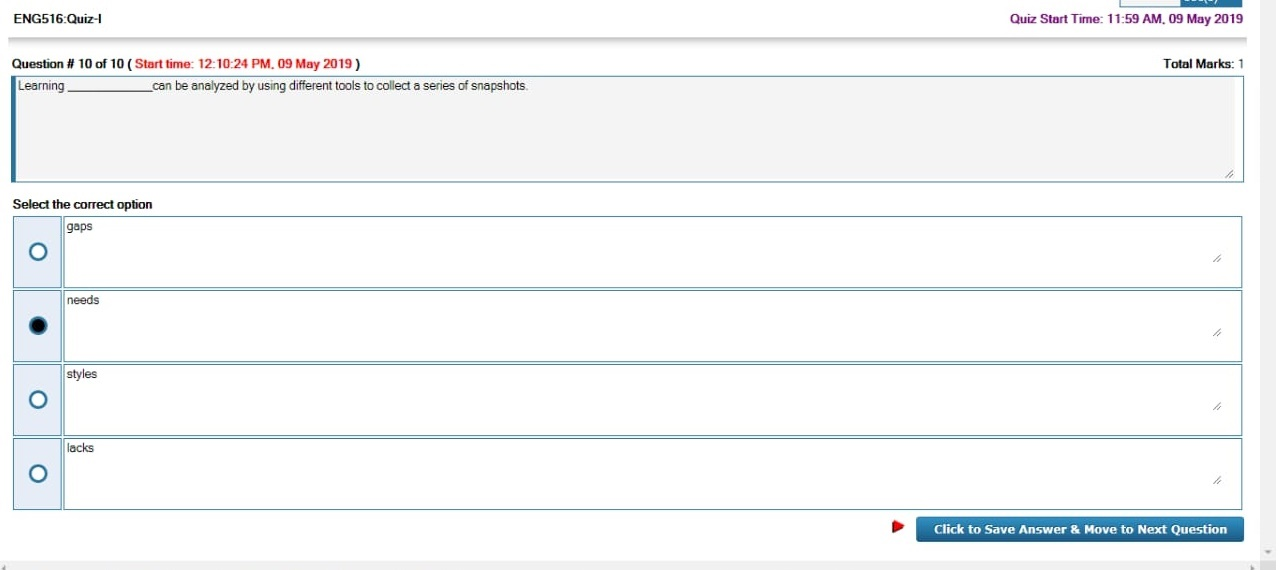 ENG516:Quiz-I
Quiz Start Time: 11:59 AM, 09 May 2019
Question # 10 of 10 ( Start time: 12:10:24 PM, 09 May 2019 )
Total Marks: 1
Learning ______________can be analyzed by using different tools to collect a series of snapshots.
Select the correct option
gaps
needs
styles
lacks
Click to Save Answer & Move to Next Question